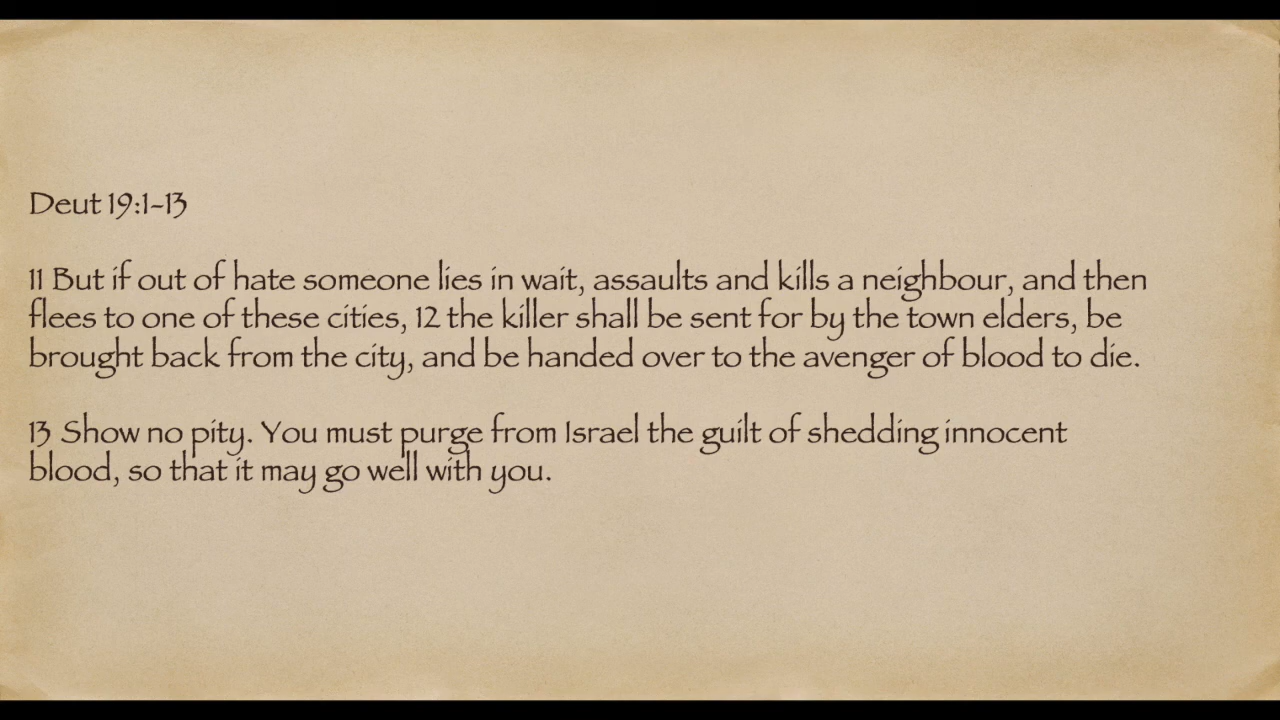 Deut 19:1-13
11 But if out of hate someone lies in wait, assaults and kills a neighbour, and then
flees to one of these cities, 12 the killer shall be sent for by the town elders, be
brought back from the city, and be handed over to the avenger of blood to die.
13 Show no pity. You must purge from Israel the guilt of shedding innocent
blood, so that it may go well with you.